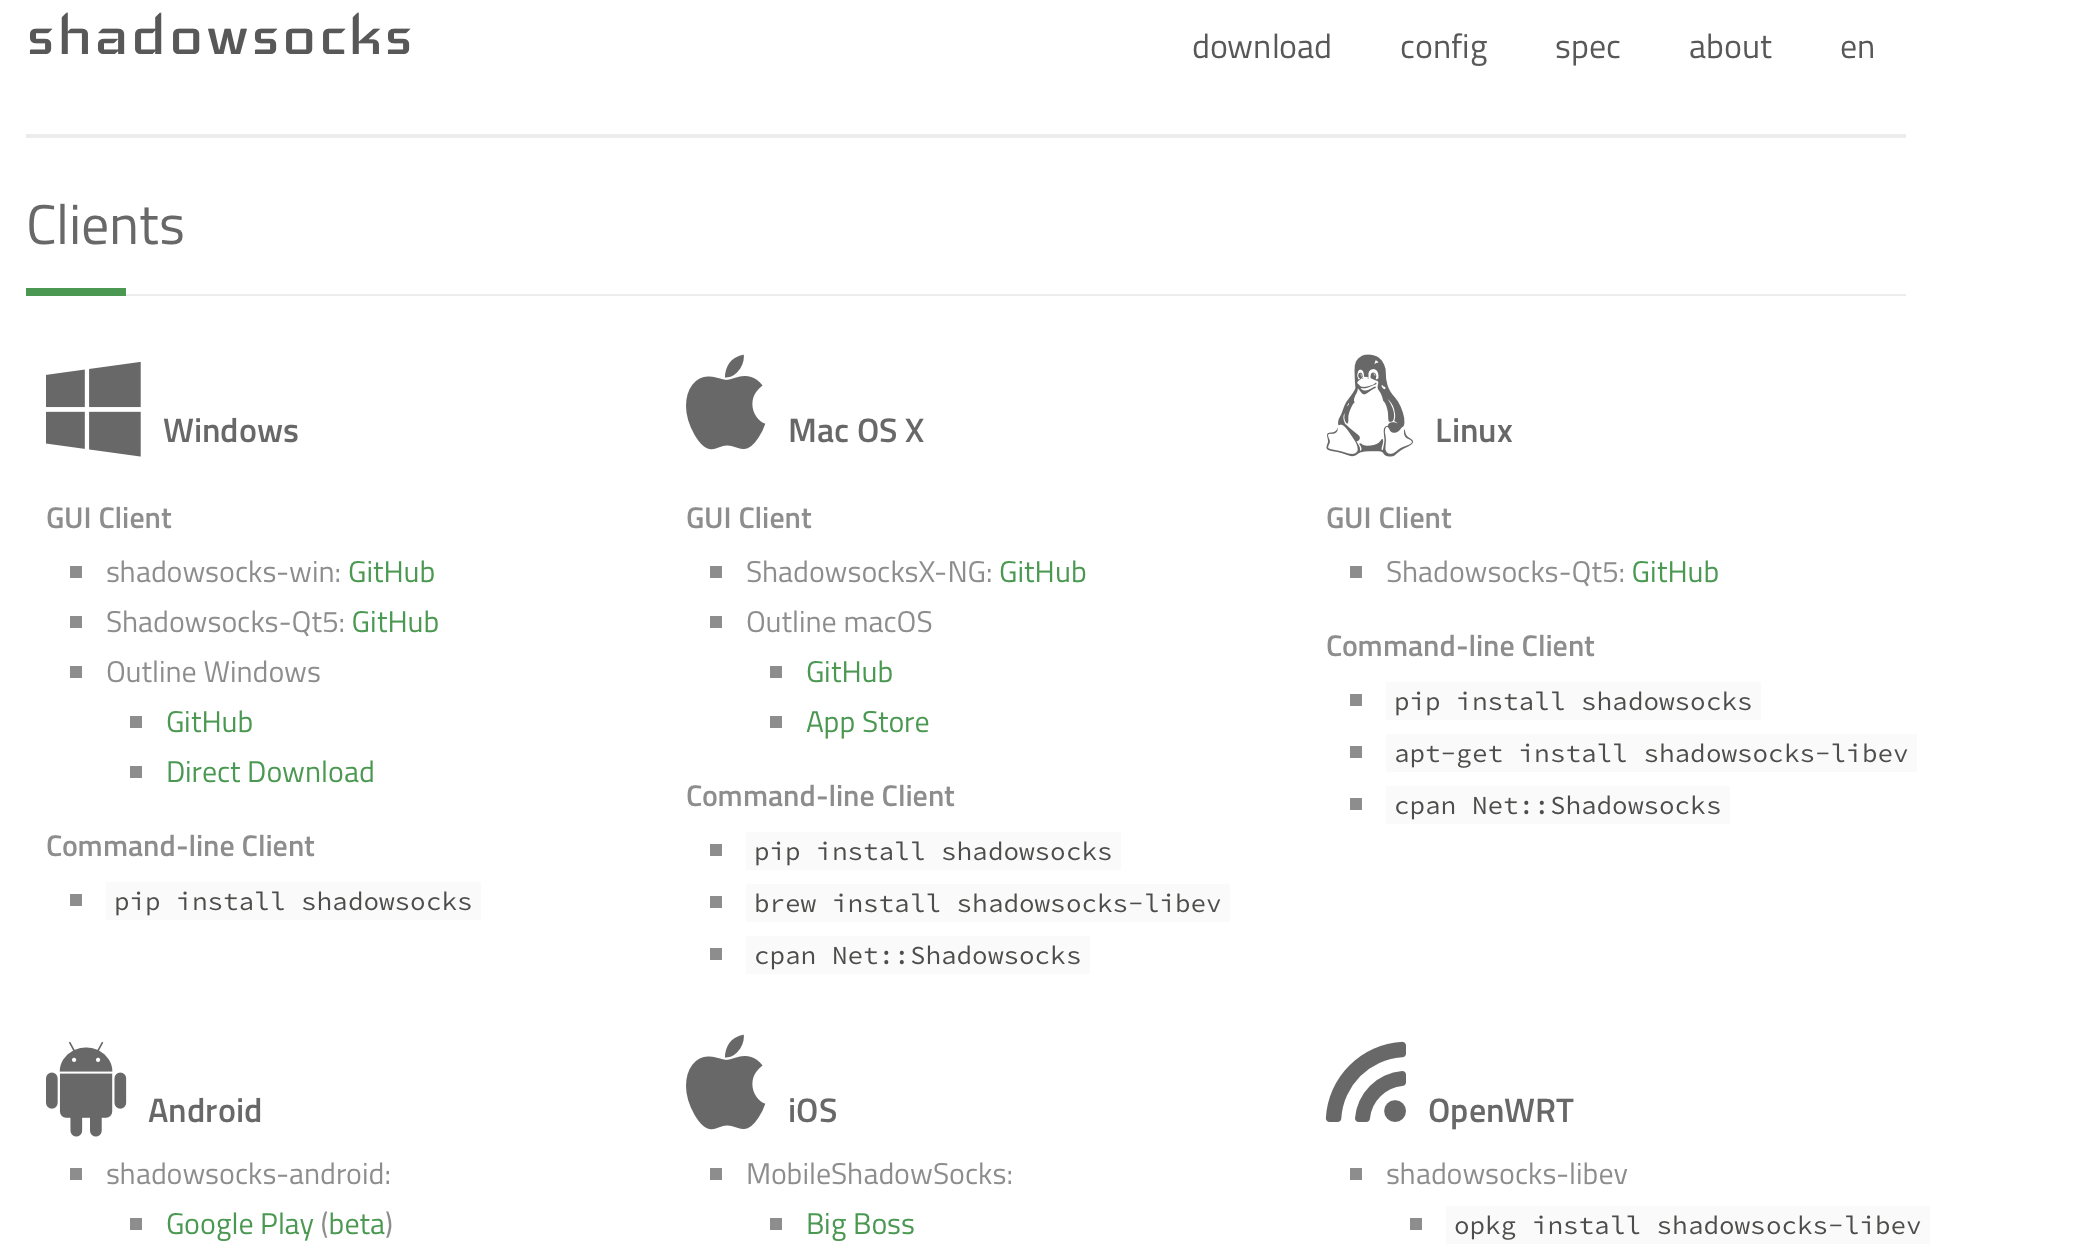 shadowsocks
download config spec about en
Clients
Windows
GUI Client
shadowsocks-win: GitHub
Shadowsocks-Qt5: GitHub
Outline Windows
GitHub
Direct Download
Command-line Client
pip install shadowsocks
Mac OS X
GUI Client
ShadowsocksX-NG: GitHub
Outline macOS
GitHub
App Store
Command-line Client
pip install shadowsocks
brew install shadowsocks-libev
cpan Net::Shadowsocks
Linux
GUI Client
Shadowsocks-Qt5: GitHub
Command-line Client
pip install shadowsocks
apt-get install shadowsocks-libev
cpan Net::Shadowsocks
Android
shadowsocks-android:
Google Play (beta)
iOS
MobileShadowSocks:
Big Boss
OpenWRT
shadowsocks-libev
opkg install shadowsocks-libev